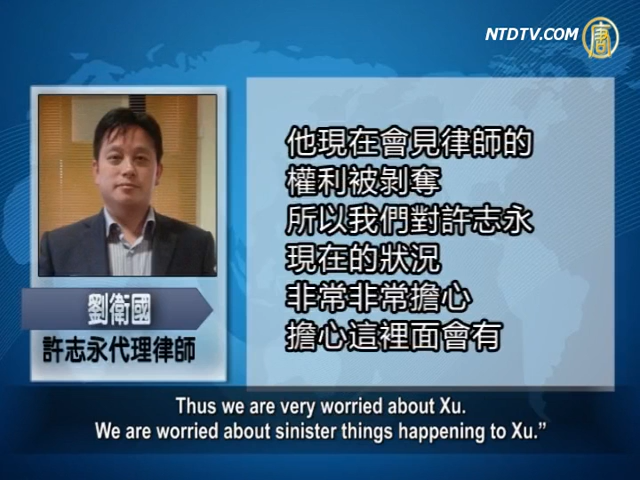 NTDTV.COM
唐
他現在會見律師的
權利被剝奪
所以我們對許志永
現在的狀況
非常非常擔心
擔心這裡面會有
劉衛國
許志永代理律師
Thus we are very worried about Xu.
We are worried about sinister things happening to Xu.”